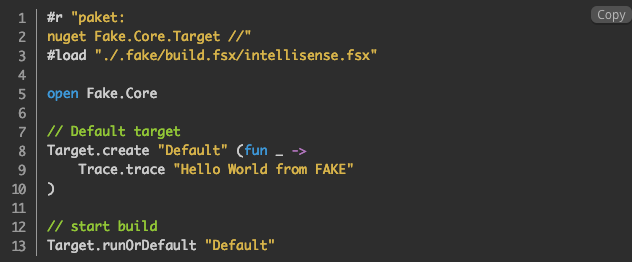 Copy
1 #r "paket:
2 nuget Fake.Core.Target //"
3 #load "./.fake/build.fsx/intellisense.fsx"
4
5 open Fake.Core
6
7 // Default target
8 Target.create "Default" (fun _ ->
9     Trace.trace "Hello World from FAKE"
10 )
11
12 // start build
13 Target.runOrDefault "Default"